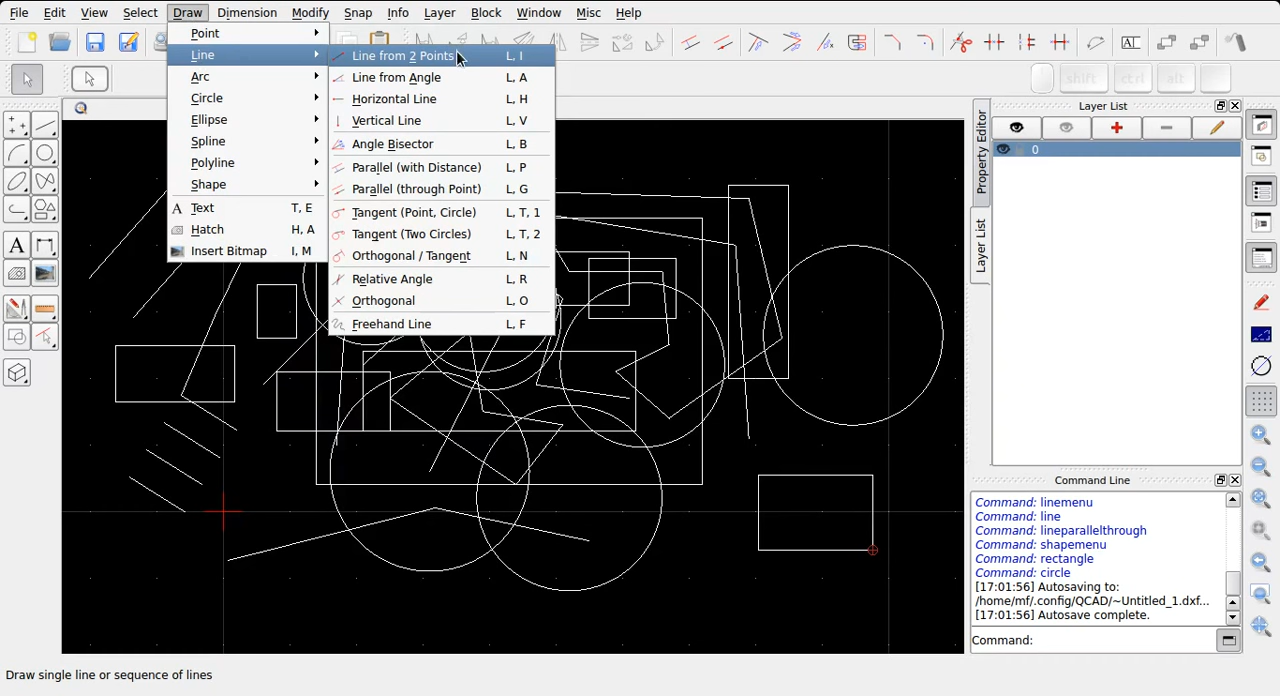 File Edit View Select Draw Dimension Modify Snap Info Layer Block Window Misc Help
Point
Line
Arc
Circle
Ellipse
Spline
Polyline
Shape
Text T, E
Hatch H, A
Insert Bitmap I, M
Line from 2 Points L, I
Line from Angle L, A
Horizontal Line L, H
Vertical Line L, V
Angle Bisector L, B
Parallel (with Distance) L, P
Parallel (through Point) L, G
Tangent (Point, Circle) L, T, 1
Tangent (Two Circles) L, T, 2
Orthogonal / Tangent L, N
Relative Angle L, R
Orthogonal L, O
Freehand Line L, F
shift ctrl alt
Property Editor
Layer List
Layer List
0
Command Line
Command: linemenu
Command: line
Command: lineparallelthrough
Command: shapemenu
Command: rectangle
Command: circle
[17:01:56] Autosaving to:
/home/mf/.config/QCAD/~Untitled_1.dxf...
[17:01:56] Autosave complete.
Command:
Draw single line or sequence of lines